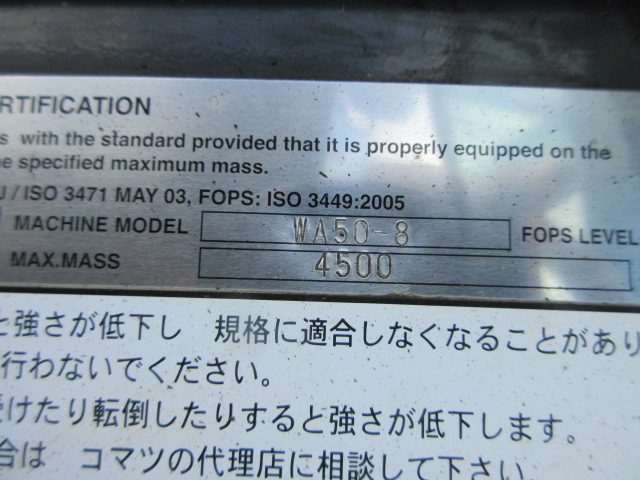 RTIFICATION
s with the standard provided that it is properly equipped on the
e specified maximum mass.
J / ISO 3471 MAY 03, FOPS: ISO 3449:2005
MACHINE MODEL WA50-8 FOPS LEVEL
MAX.MASS 4500
と強さが低下し 規格に適合しなくなることがあり
行わないでください。
受けたり転倒したりすると強さが低下します。
合は コマツの代理店に相談して下さい。